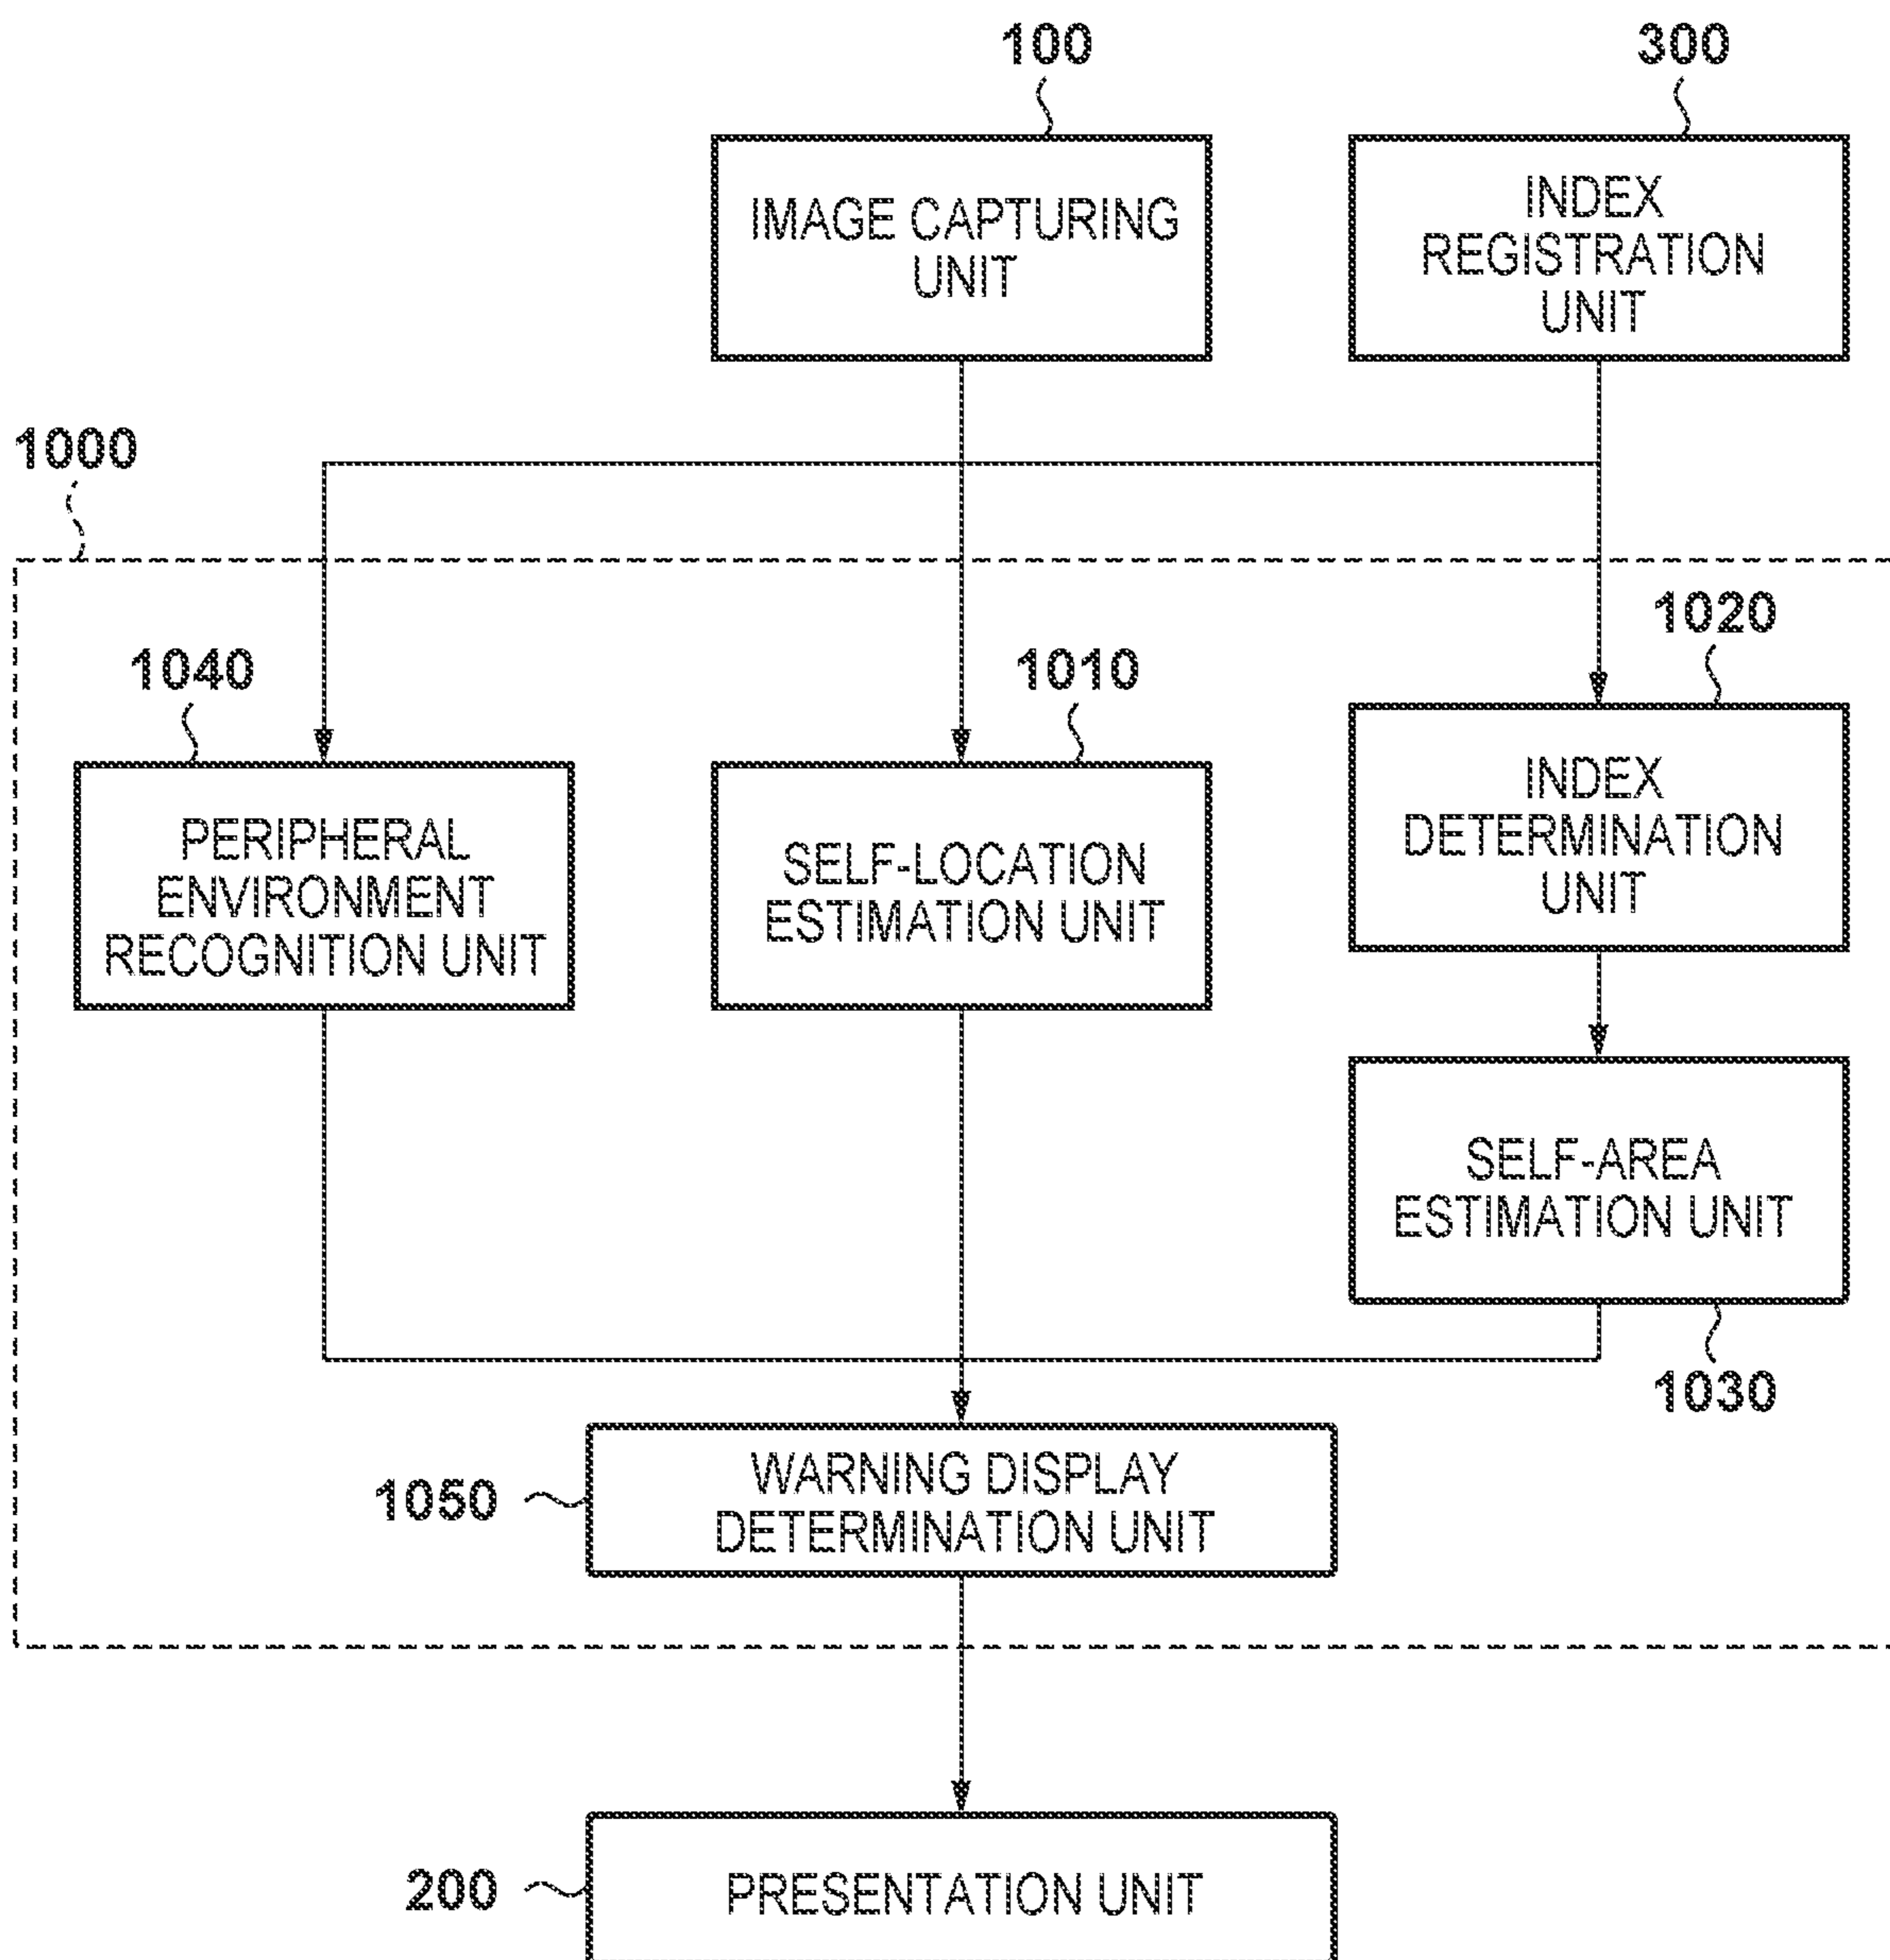 100
300
IMAGE CAPTURING
UNIT
INDEX
REGISTRATION
UNIT
1000
1020
1040
1010
PERIPHERAL
ENVIRONMENT
RECOGNITION UNIT
SELF-LOCATION
ESTIMATION UNIT
INDEX
DETERMINATION
UNIT
SELF-AREA
ESTIMATION UNIT
1030
1050
WARNING DISPLAY
DETERMINATION UNIT
200
PRESENTATION UNIT